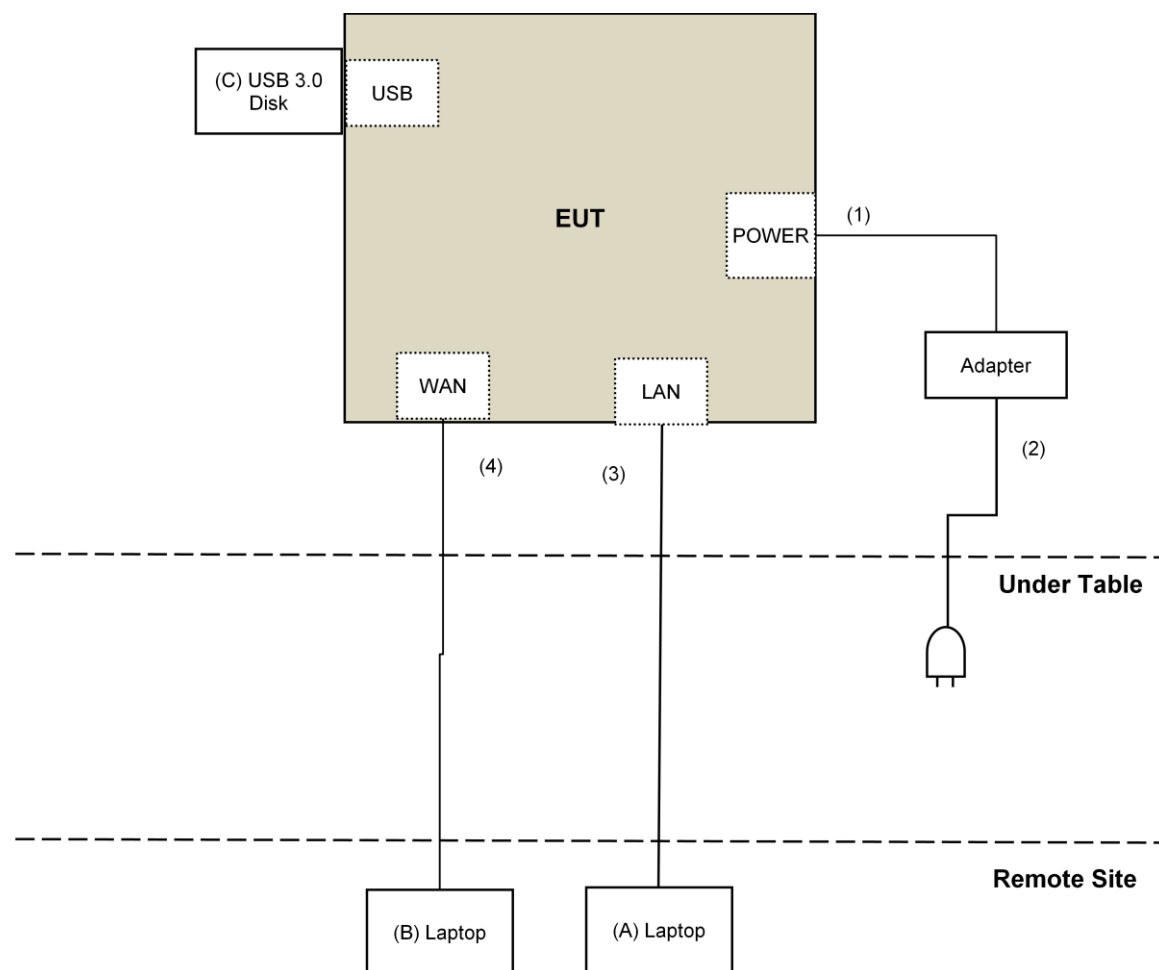 (C) USB 3.0
Disk
USB
EUT
POWER
(1)
Adapter
WAN
LAN
(2)
(4)
(3)
Under Table
Remote Site
(B) Laptop
(A) Laptop